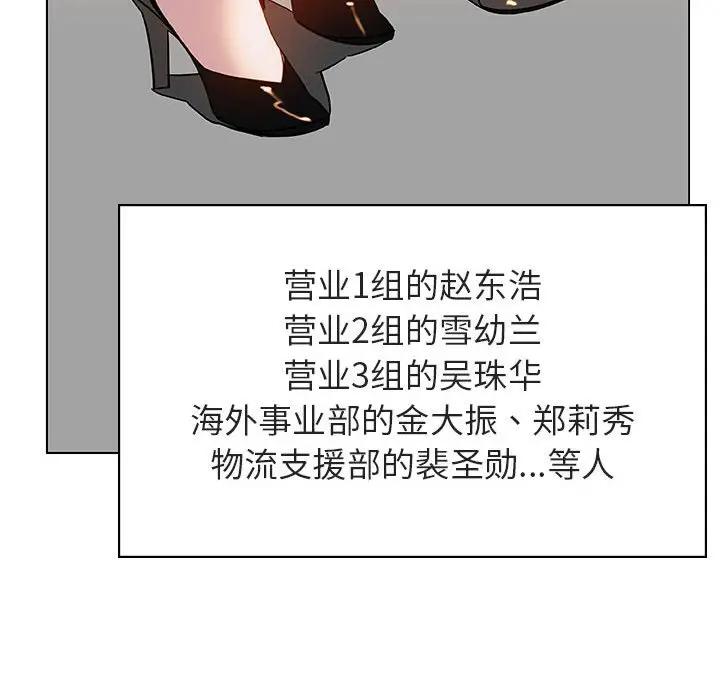 营业1组的赵东浩
营业2组的雪幼兰
营业3组的吴珠华
海外事业部的金大振、郑莉秀
物流支援部的裴圣勋...等人